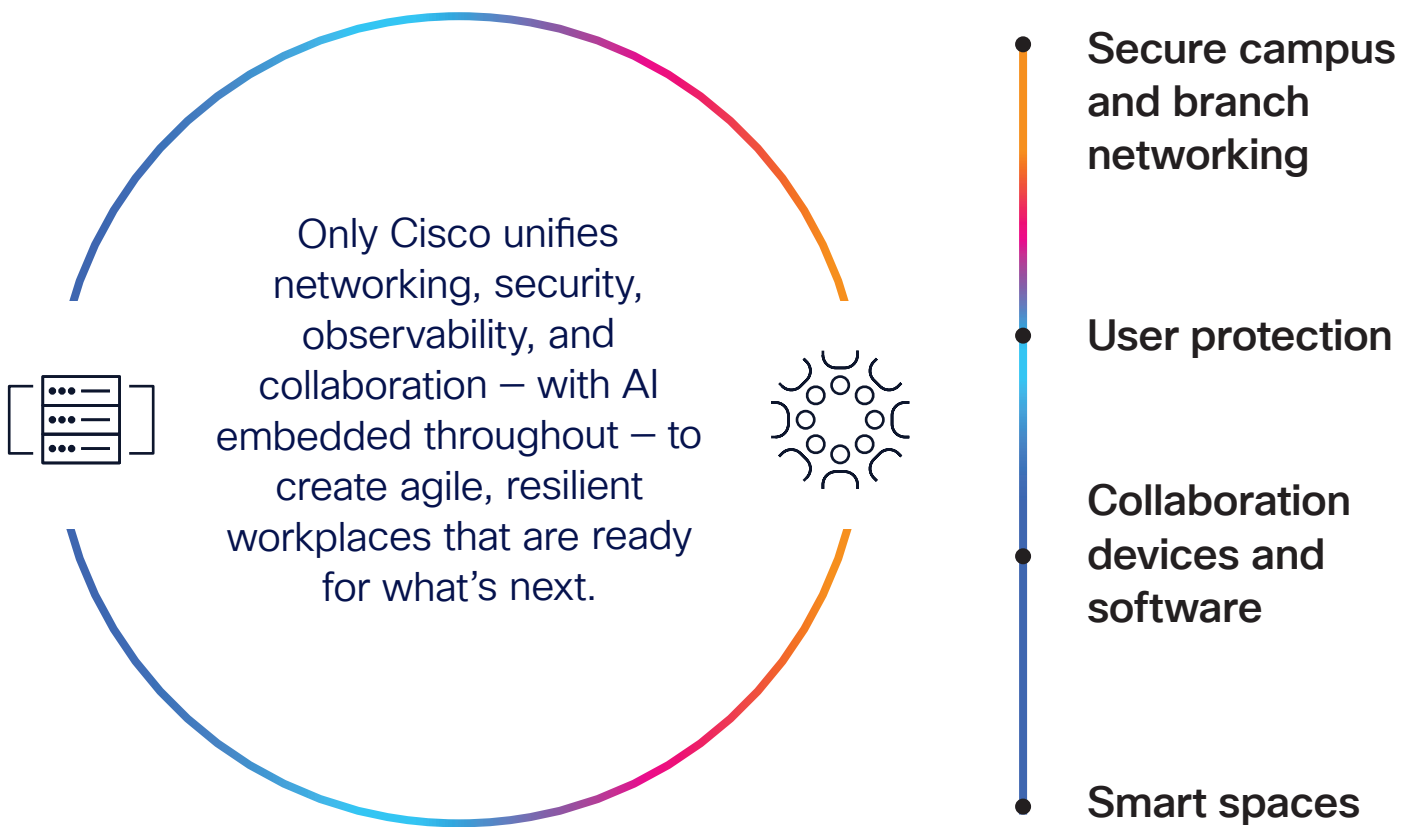 Only Cisco unifies
networking, security,
observability, and
collaboration – with AI
embedded throughout – to
create agile, resilient
workplaces that are ready
for what’s next.
Secure campus
and branch
networking
User protection
Collaboration
devices and
software
Smart spaces